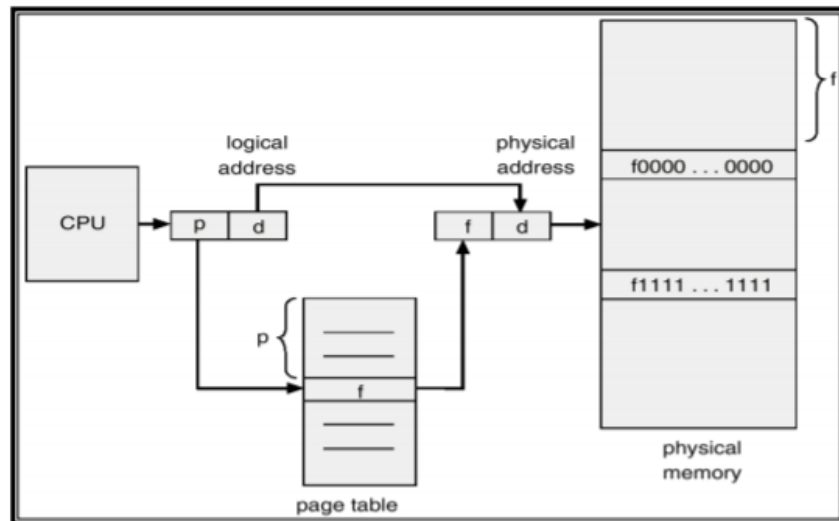 logical
address
physical
address
f
CPU
p d
f d
f0000 . . . 0000
f1111 . . . 1111
p
f
page table
physical
memory